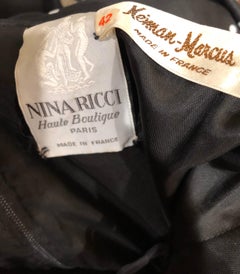 42
Neiman-Marcus
MADE IN FRANCE
NINA RICCI
Haute Boutique
PARIS
MADE IN FRANCE